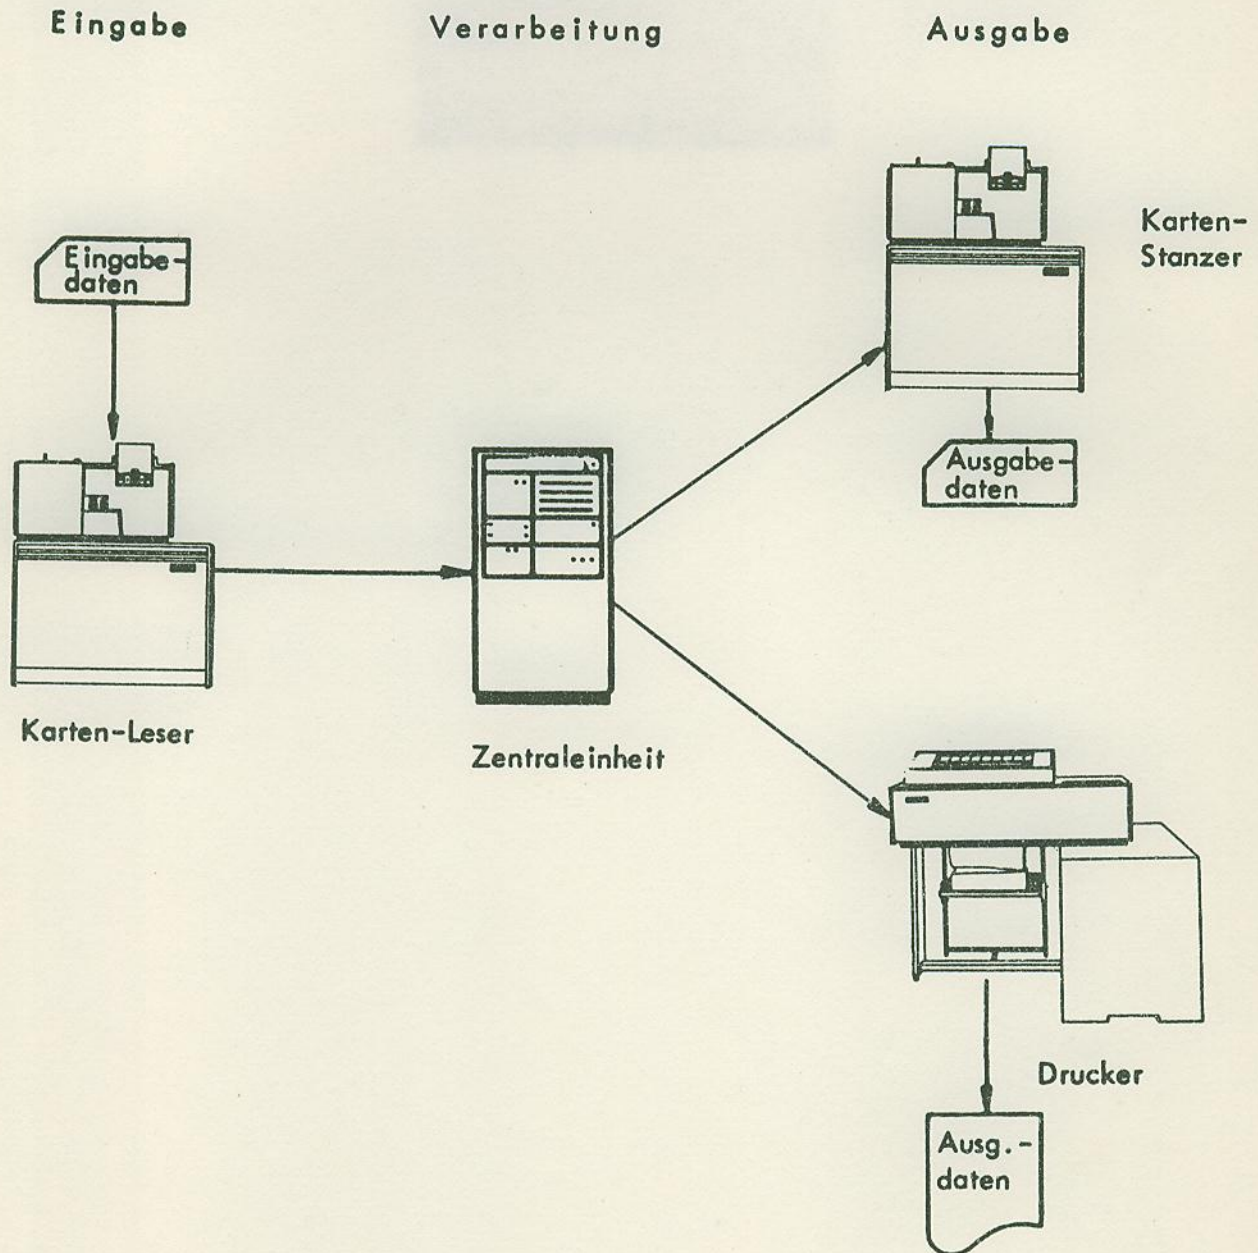 Eingabe
Verarbeitung
Ausgabe
Karten-
Stanzer
Eingabe-
daten
Ausgabe-
daten
Karten-Leser
Zentraleinheit
Drucker
Ausg.-
daten